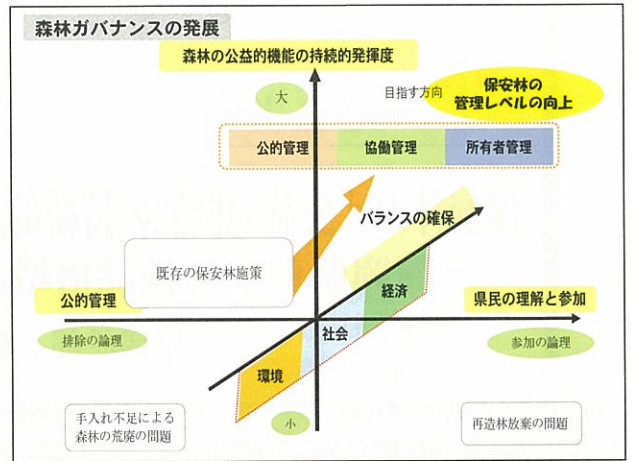 森林ガバナンスの発展
森林の公益的機能の持続的発揮度
大
目指す方向
保安林の
管理レベルの向上
公的管理
協働管理
所有者管理
バランスの確保
既存の保安林施策
経済
公的管理
県民の理解と参加
社会
排除の論理
参加の論理
環境
手入れ不足による
森林の荒廃の問題
小
再造林放棄の問題